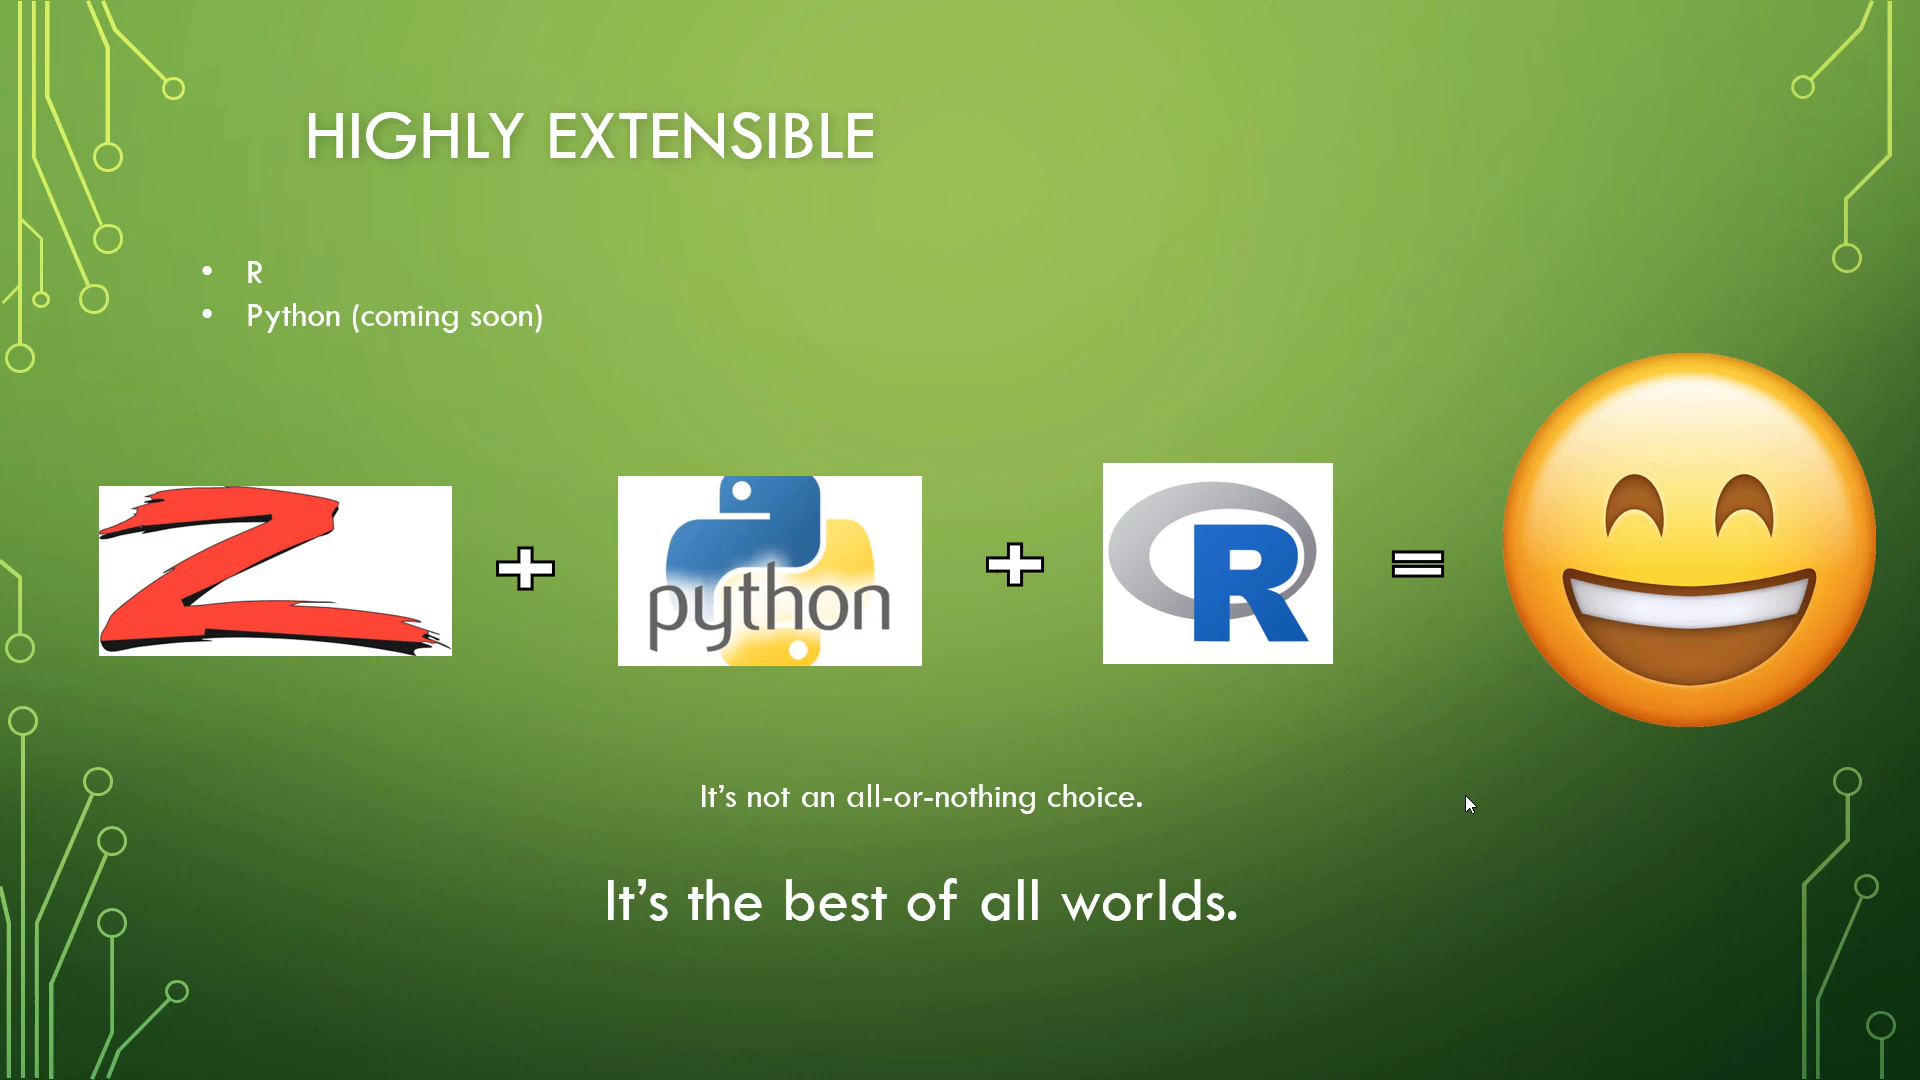 HIGHLY EXTENSIBLE
• R
• Python (coming soon)
Z
python
R
It’s not an all-or-nothing choice.
It’s the best of all worlds.